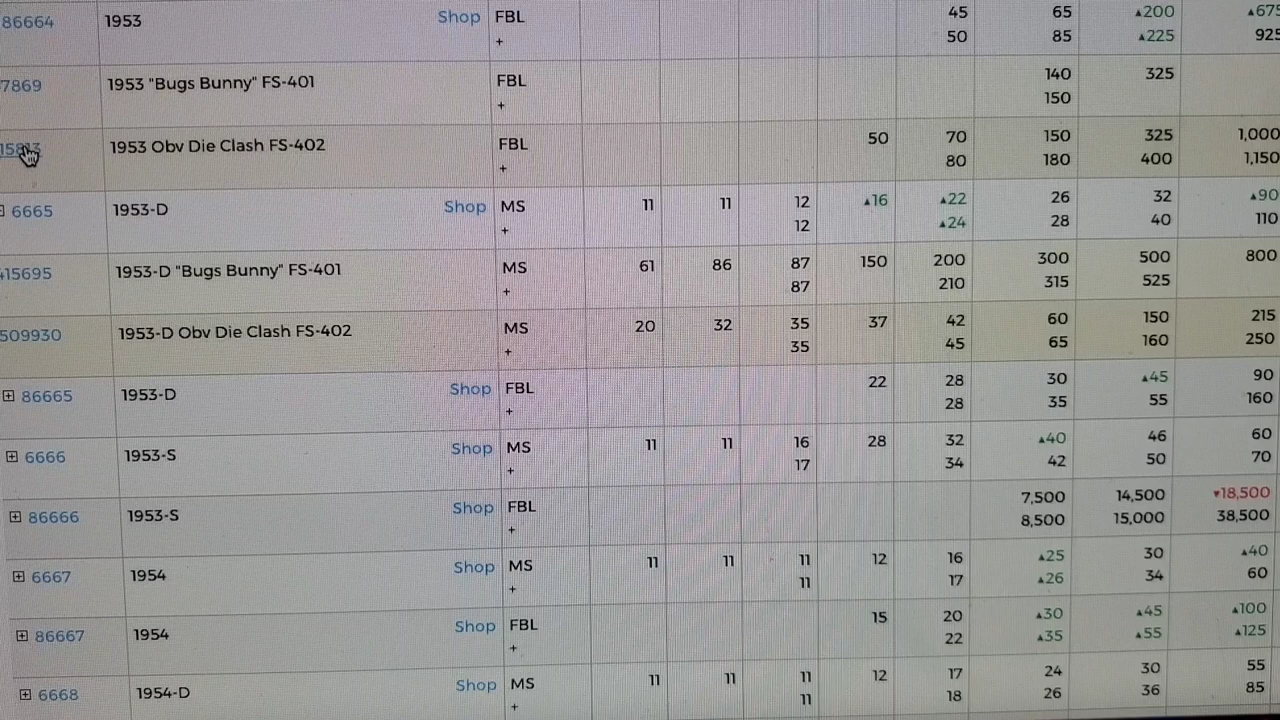 86664 1953 Shop FBL 45 65 ▲200 ▲675
+ 50 85 ▲225 925
7869 1953 "Bugs Bunny" FS-401 FBL 140 325
+ 150
1953 Obv Die Clash FS-402 FBL 50 70 150 325 1,000
+ 80 180 400 1,150
6665 1953-D Shop MS 11 11 12 ▲16 ▲22 26 32 ▲90
+ 12 ▲24 28 40 110
415695 1953-D "Bugs Bunny" FS-401 MS 61 86 87 150 200 300 500 800
+ 87 210 315 525
509930 1953-D Obv Die Clash FS-402 MS 20 32 35 37 42 60 150 215
+ 35 45 65 160 250
86665 1953-D Shop FBL 22 28 30 ▲45 90
+ 28 35 55 160
6666 1953-S Shop MS 11 11 16 28 32 ▲40 46 60
+ 17 34 42 50 70
86666 1953-S Shop FBL 7,500 14,500 ▼18,500
+ 8,500 15,000 38,500
6667 1954 Shop MS 11 11 11 12 16 ▲25 30 ▲40
+ 11 17 ▲26 34 60
86667 1954 Shop FBL 15 20 ▲30 ▲45 ▲100
+ 22 ▲35 ▲55 ▲125
6668 1954-D Shop MS 11 11 11 12 17 24 30 55
+ 11 18 26 36 85